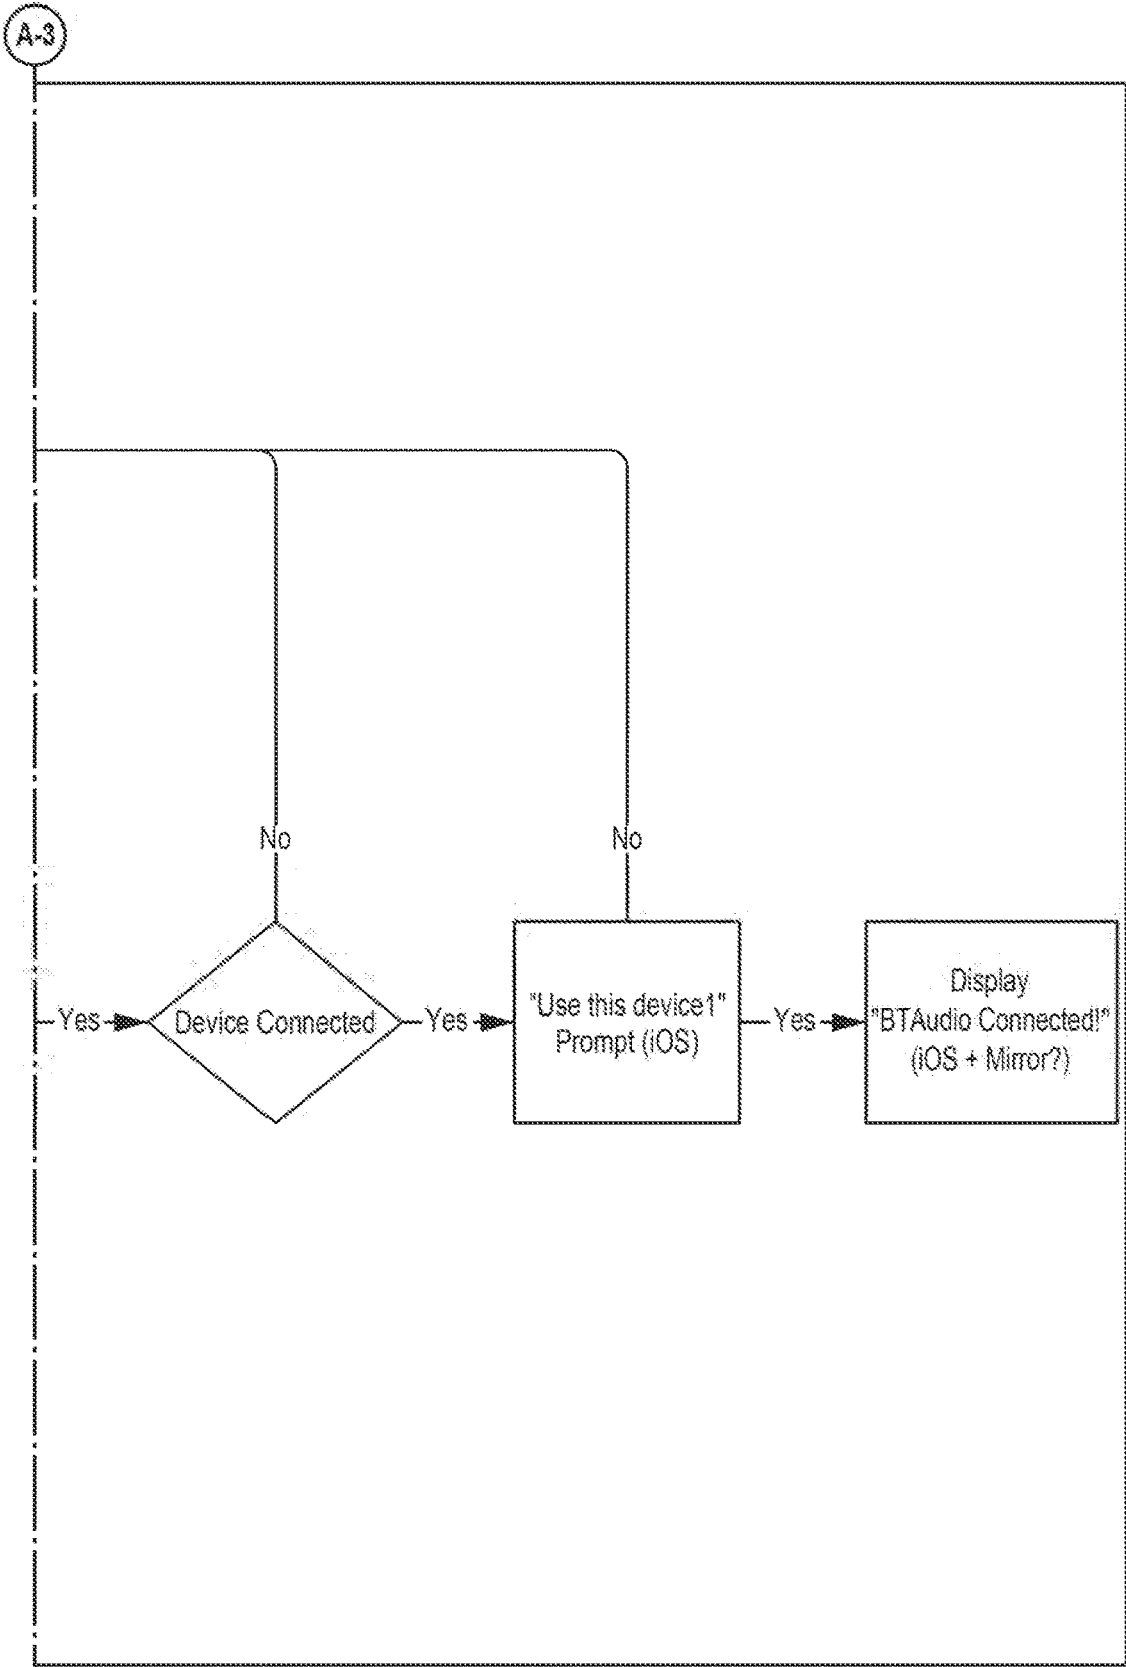 A-3
No
No
Yes
Device Connected
Yes
"Use this device1"
Prompt (iOS)
Yes
Display
"BTAudio Connected!"
(iOS + Mirror?)